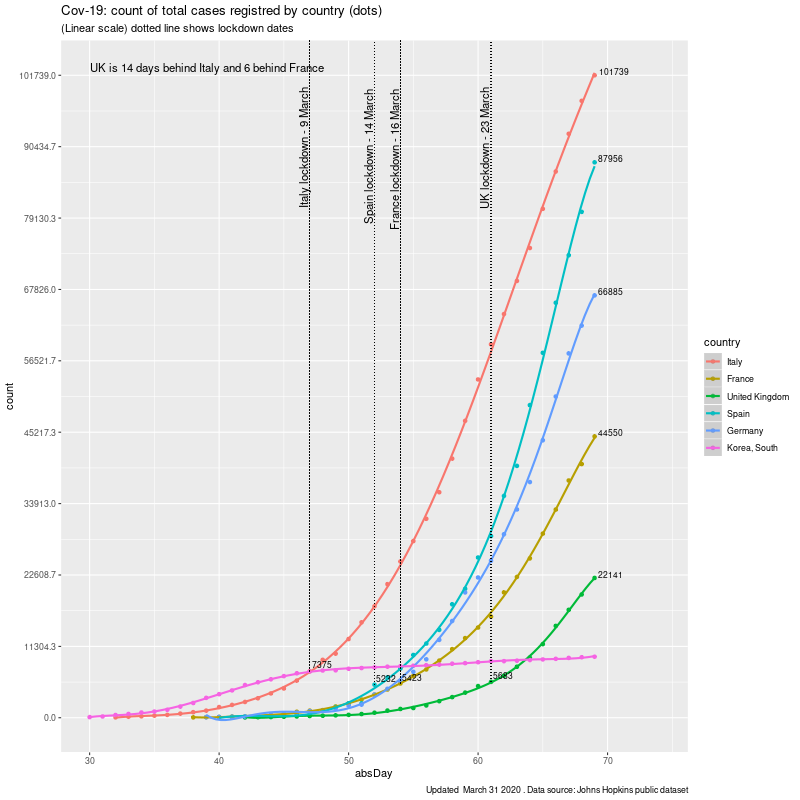 Cov-19: count of total cases registred by country (dots)
(Linear scale) dotted line shows lockdown dates
UK is 14 days behind Italy and 6 behind France
Italy lockdown - 9 March
Spain lockdown - 14 March
France lockdown - 16 March
UK lockdown - 23 March
101739
87956
66885
44550
22141
7375
5232
5423
5683
count
101739.0
90434.7
79130.3
67826.0
56521.7
45217.3
33913.0
22608.7
11304.3
0.0
30
40
50
60
70
absDay
country
Italy
France
United Kingdom
Spain
Germany
Korea, South
Updated March 31 2020 . Data source: Johns Hopkins public dataset